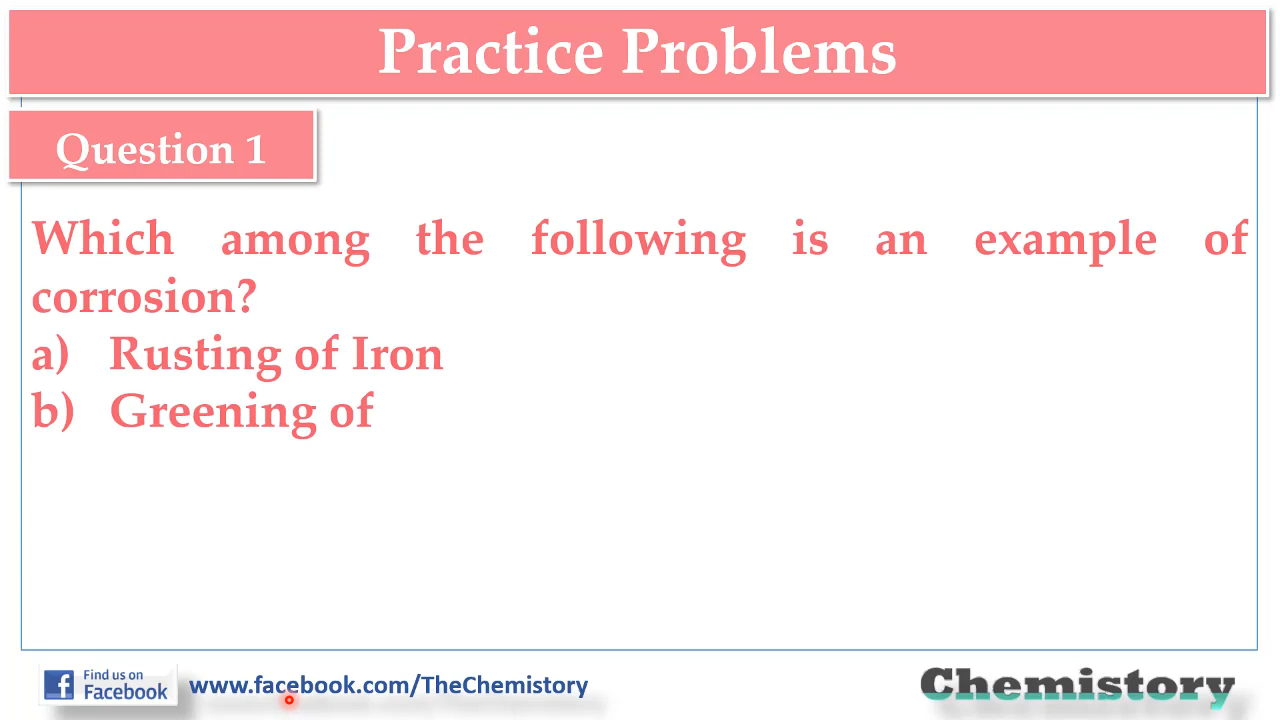 Practice Problems
Question 1
Which among the following is an example of
corrosion?
a) Rusting of Iron
b) Greening of
Find us on
Facebook
www.facebook.com/TheChemistory
Chemistory